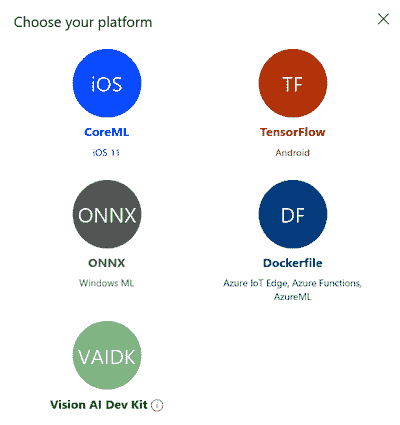 Choose your platform
iOS
TF
CoreML
TensorFlow
iOS 11
Android
ONNX
DF
ONNX
Dockerfile
Windows ML
Azure IoT Edge, Azure Functions,
AzureML
VAIDK
Vision AI Dev Kit